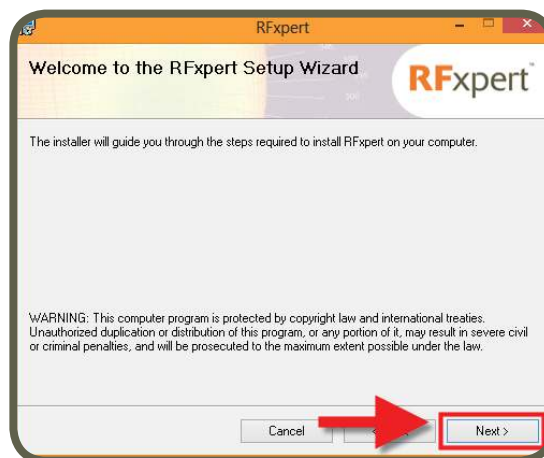 RFxpert
Welcome to the RFxpert Setup Wizard
RFxpert™
The installer will guide you through the steps required to install RFxpert on your computer.
WARNING: This computer program is protected by copyright law and international treaties.
Unauthorized duplication or distribution of this program, or any portion of it, may result in severe civil
or criminal penalties, and will be prosecuted to the maximum extent possible under the law.
Cancel
Next >